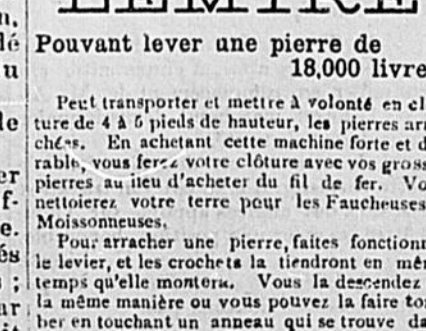 LEMIRE
Pouvant lever une pierre de
18,000 livre
Peut transporter et mettre à volonté en cl
ture de 4 à 6 pieds de hauteur, les pierres arr
chées. En achetant cette machine forte et d
rable, vous ferez votre clôture avec vos gross
pierres au lieu d'acheter du fil de fer. Vo
nettoierez votre terre pour les Faucheuses
Moissonneuses.
Pour arracher une pierre, faites fonctionn
le levier, et les crochets la tiendront en mê
temps qu'elle montera. Vous la descendez
la même manière ou vous pouvez la faire to
ber en touchant un anneau qui se trouve da